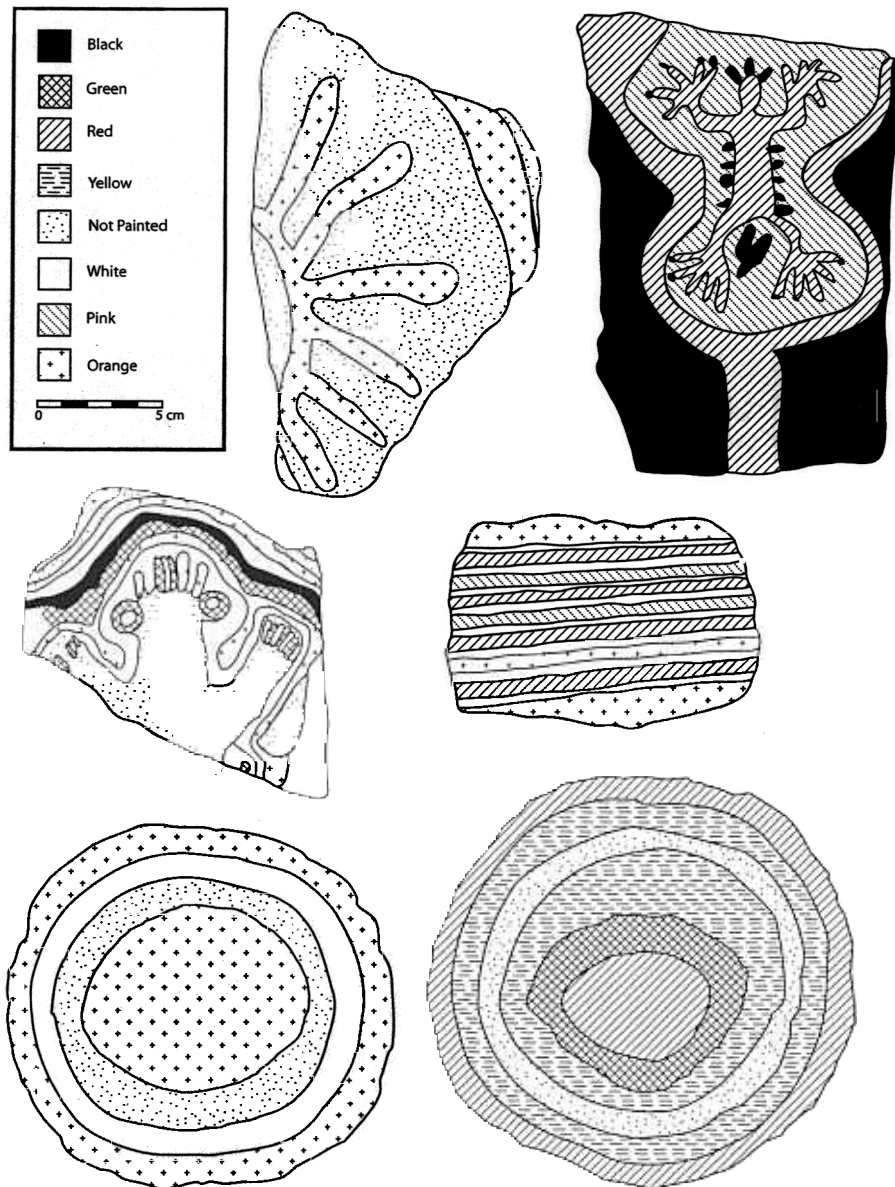 Black
Green
Red
Yellow
Not Painted
White
Pink
Orange
0 5 cm